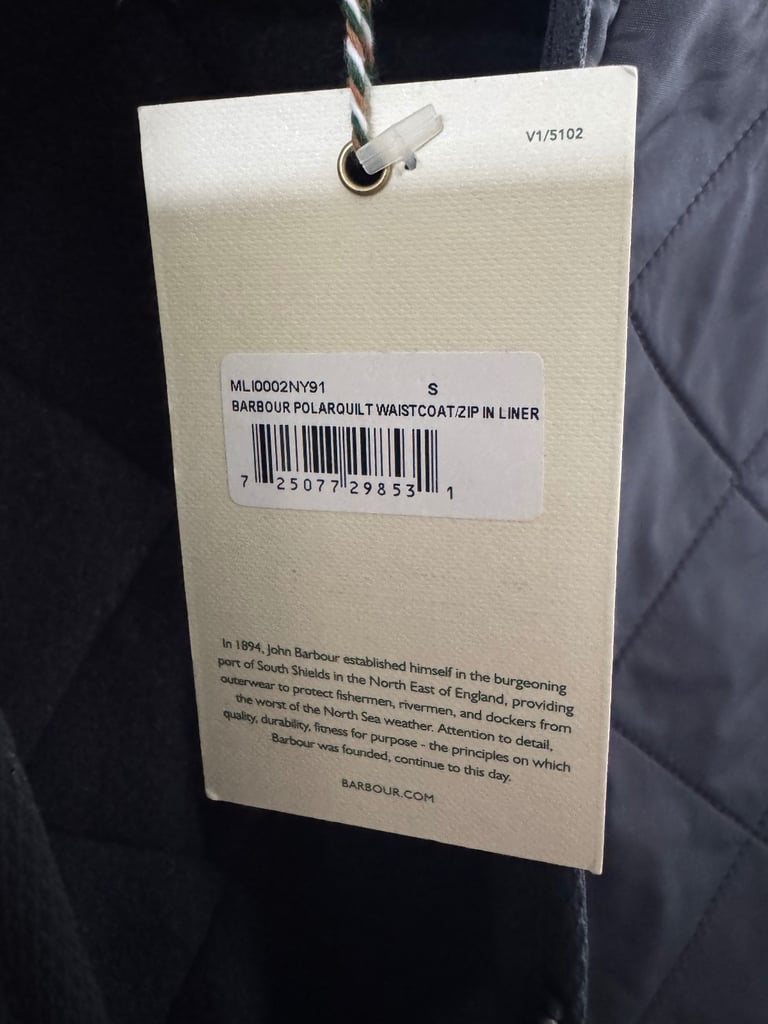 V1/5102
MLI0002NY91 S
BARBOUR POLARQUILT WAISTCOAT/ZIP IN LINER
7 25077 29853 1
In 1894, John Barbour established himself in the burgeoning
port of South Shields in the North East of England, providing
outerwear to protect fishermen, rivermen, and dockers from
the worst of the North Sea weather. Attention to detail,
quality, durability, fitness for purpose - the principles on which
Barbour was founded, continue to this day.
BARBOUR.COM